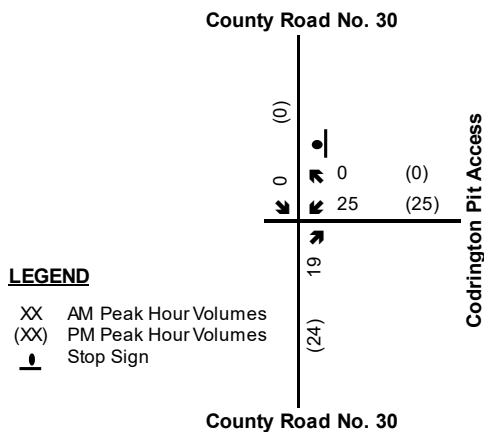 County Road No. 30
(0)
0
0 (0)
25 (25)
Codrington Pit Access
19
(24)
LEGEND
XX AM Peak Hour Volumes
(XX) PM Peak Hour Volumes
Stop Sign
County Road No. 30